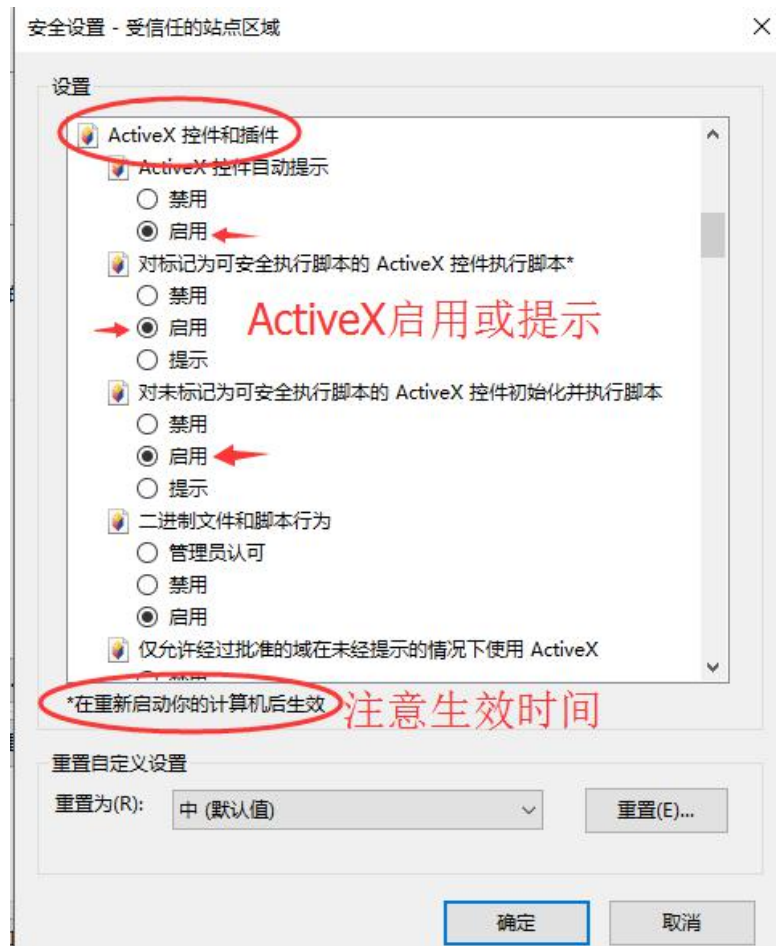 安全设置 - 受信任的站点区域
设置
ActiveX 控件和插件
ActiveX 控件自动提示
禁用
启用
对标记为可安全执行脚本的 ActiveX 控件执行脚本*
禁用
启用
ActiveX启用或提示
提示
对未标记为可安全执行脚本的 ActiveX 控件初始化并执行脚本
禁用
启用
提示
二进制文件和脚本行为
管理员认可
禁用
启用
仅允许经过批准的域在未经提示的情况下使用 ActiveX
*在重新启动你的计算机后生效
注意生效时间
重置自定义设置
重置为(R):
中 (默认值)
重置(E)...
确定
取消